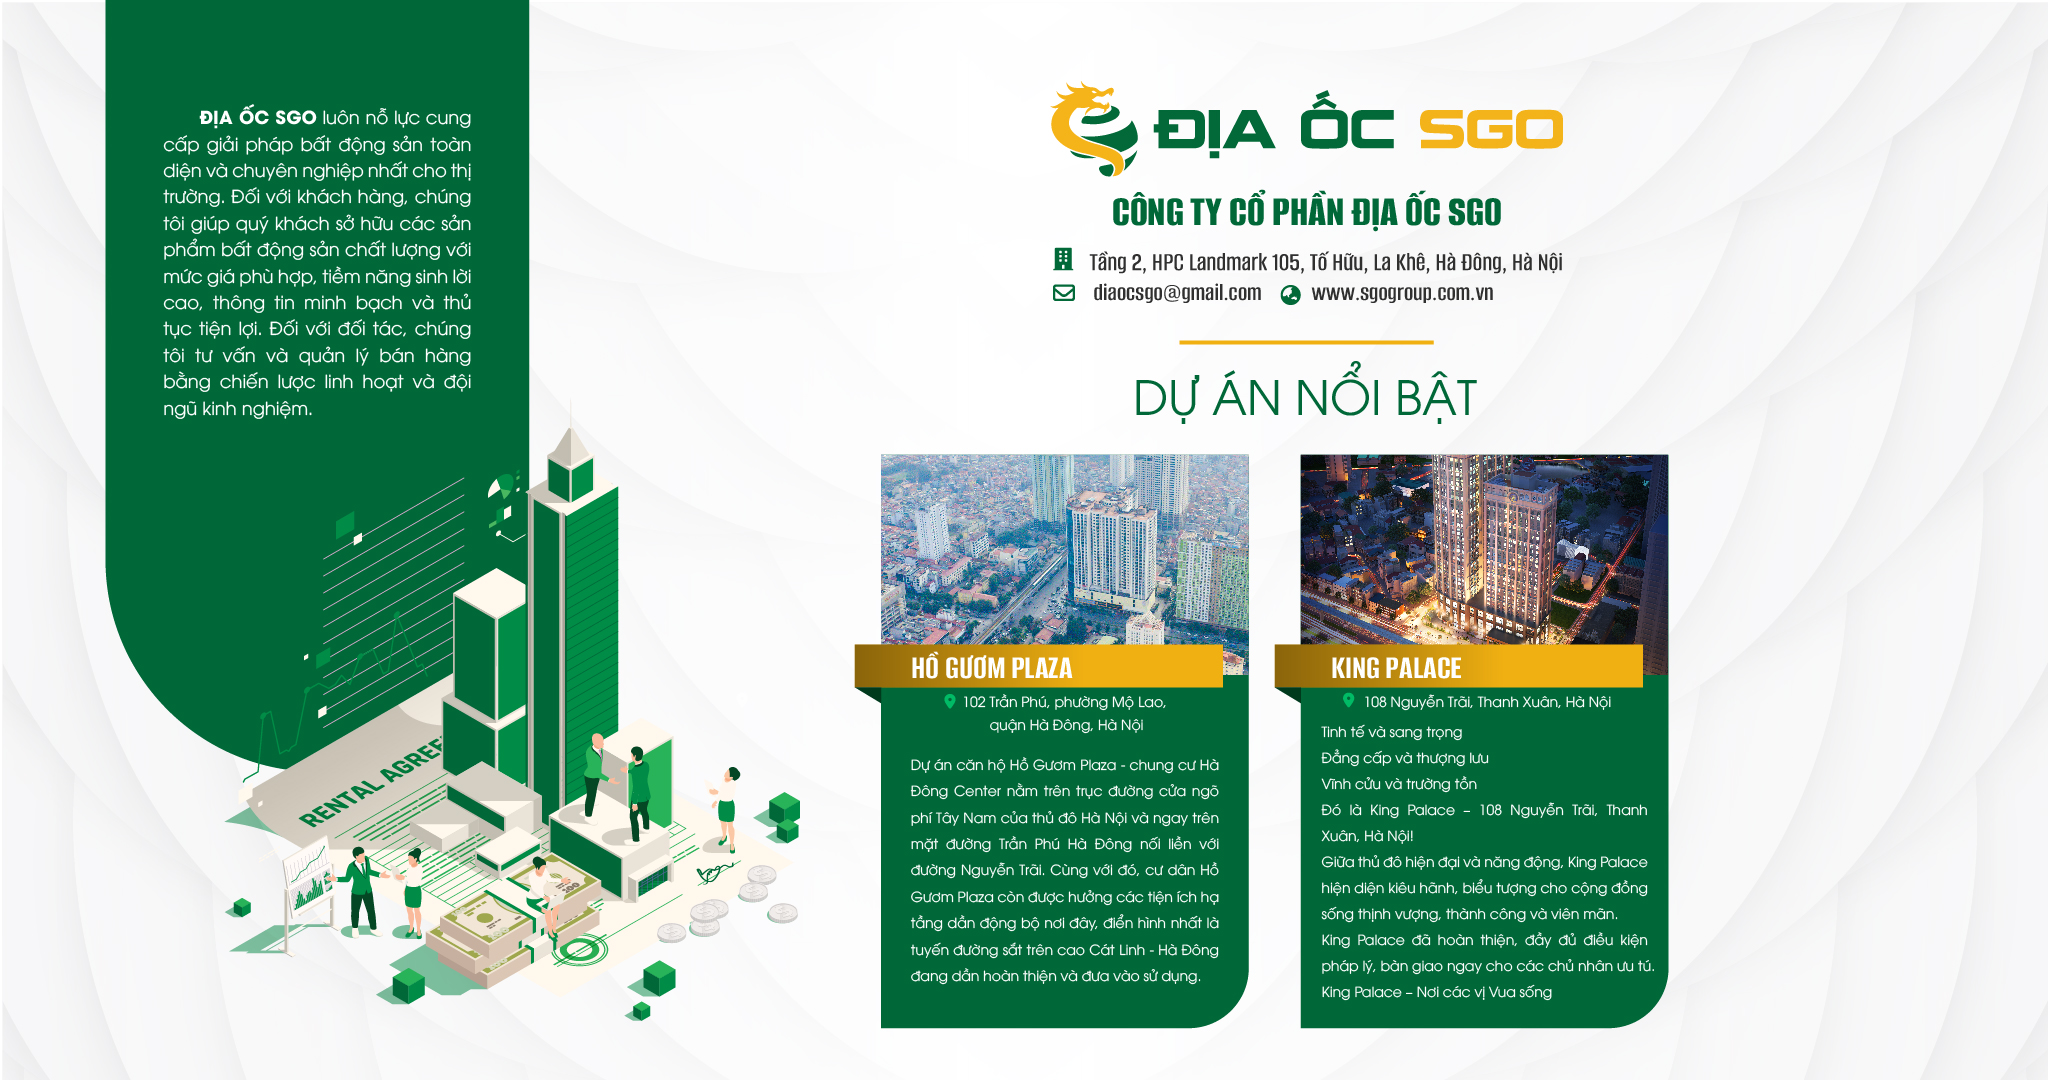 ĐỊA ỐC SGO luôn nỗ lực cung
cấp giải pháp bất động sản toàn
diện và chuyên nghiệp nhất cho thị
trường. Đối với khách hàng, chúng
tôi giúp quý khách sở hữu các sản
phẩm bất động sản chất lượng với
mức giá phù hợp, tiềm năng sinh lời
cao, thông tin minh bạch và thủ
tục tiện lợi. Đối với đối tác, chúng
tôi tư vấn và quản lý bán hàng
bằng chiến lược linh hoạt và đội
ngũ kinh nghiệm.
RENTAL AGREE
100
ĐỊA ỐC SGO
CÔNG TY CỔ PHẦN ĐỊA ỐC SGO
Tầng 2, HPC Landmark 105, Tố Hữu, La Khê, Hà Đông, Hà Nội
diaocsgo@gmail.com www.sgogroup.com.vn
DỰ ÁN NỔI BẬT
HỒ GƯƠM PLAZA
102 Trần Phú, phường Mộ Lao,
quận Hà Đông, Hà Nội
Dự án căn hộ Hồ Gươm Plaza - chung cư Hà
Đông Center nằm trên trục đường cửa ngõ
phí Tây Nam của thủ đô Hà Nội và ngay trên
mặt đường Trần Phú Hà Đông nối liền với
đường Nguyễn Trãi. Cùng với đó, cư dân Hồ
Gươm Plaza còn được hưởng các tiện ích hạ
tầng dần động bộ nơi đây, điển hình nhất là
tuyến đường sắt trên cao Cát Linh - Hà Đông
đang dần hoàn thiện và đưa vào sử dụng.
KING PALACE
108 Nguyễn Trãi, Thanh Xuân, Hà Nội
Tinh tế và sang trọng
Đẳng cấp và thượng lưu
Vĩnh cửu và trường tồn
Đó là King Palace – 108 Nguyễn Trãi, Thanh
Xuân, Hà Nội!
Giữa thủ đô hiện đại và năng động, King Palace
hiện diện kiêu hãnh, biểu tượng cho cộng đồng
sống thịnh vượng, thành công và viên mãn.
King Palace đã hoàn thiện, đầy đủ điều kiện
pháp lý, bàn giao ngay cho các chủ nhân ưu tú.
King Palace – Nơi các vị Vua sống